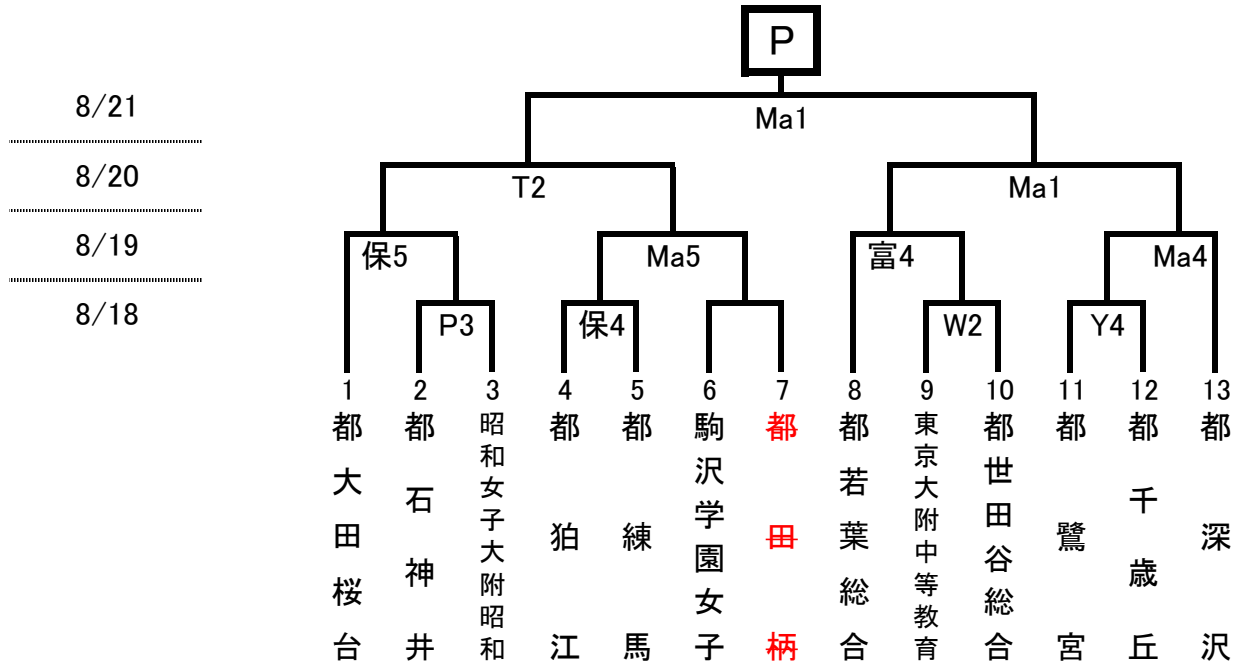 P
8/21
Ma1
8/20
T2
Ma1
8/19
保5
Ma5
富4
Ma4
8/18
P3
保4
W2
Y4
1
2
3
4
5
6
7
8
9
10
11
12
13
都大田桜台
都石神井
昭和女子大附昭和
都狛江
都練馬
駒沢学園女子
都田柄
都若葉総合
東京大附中等教育
都世田谷総合
都鷺宮
都千歳丘
都深沢